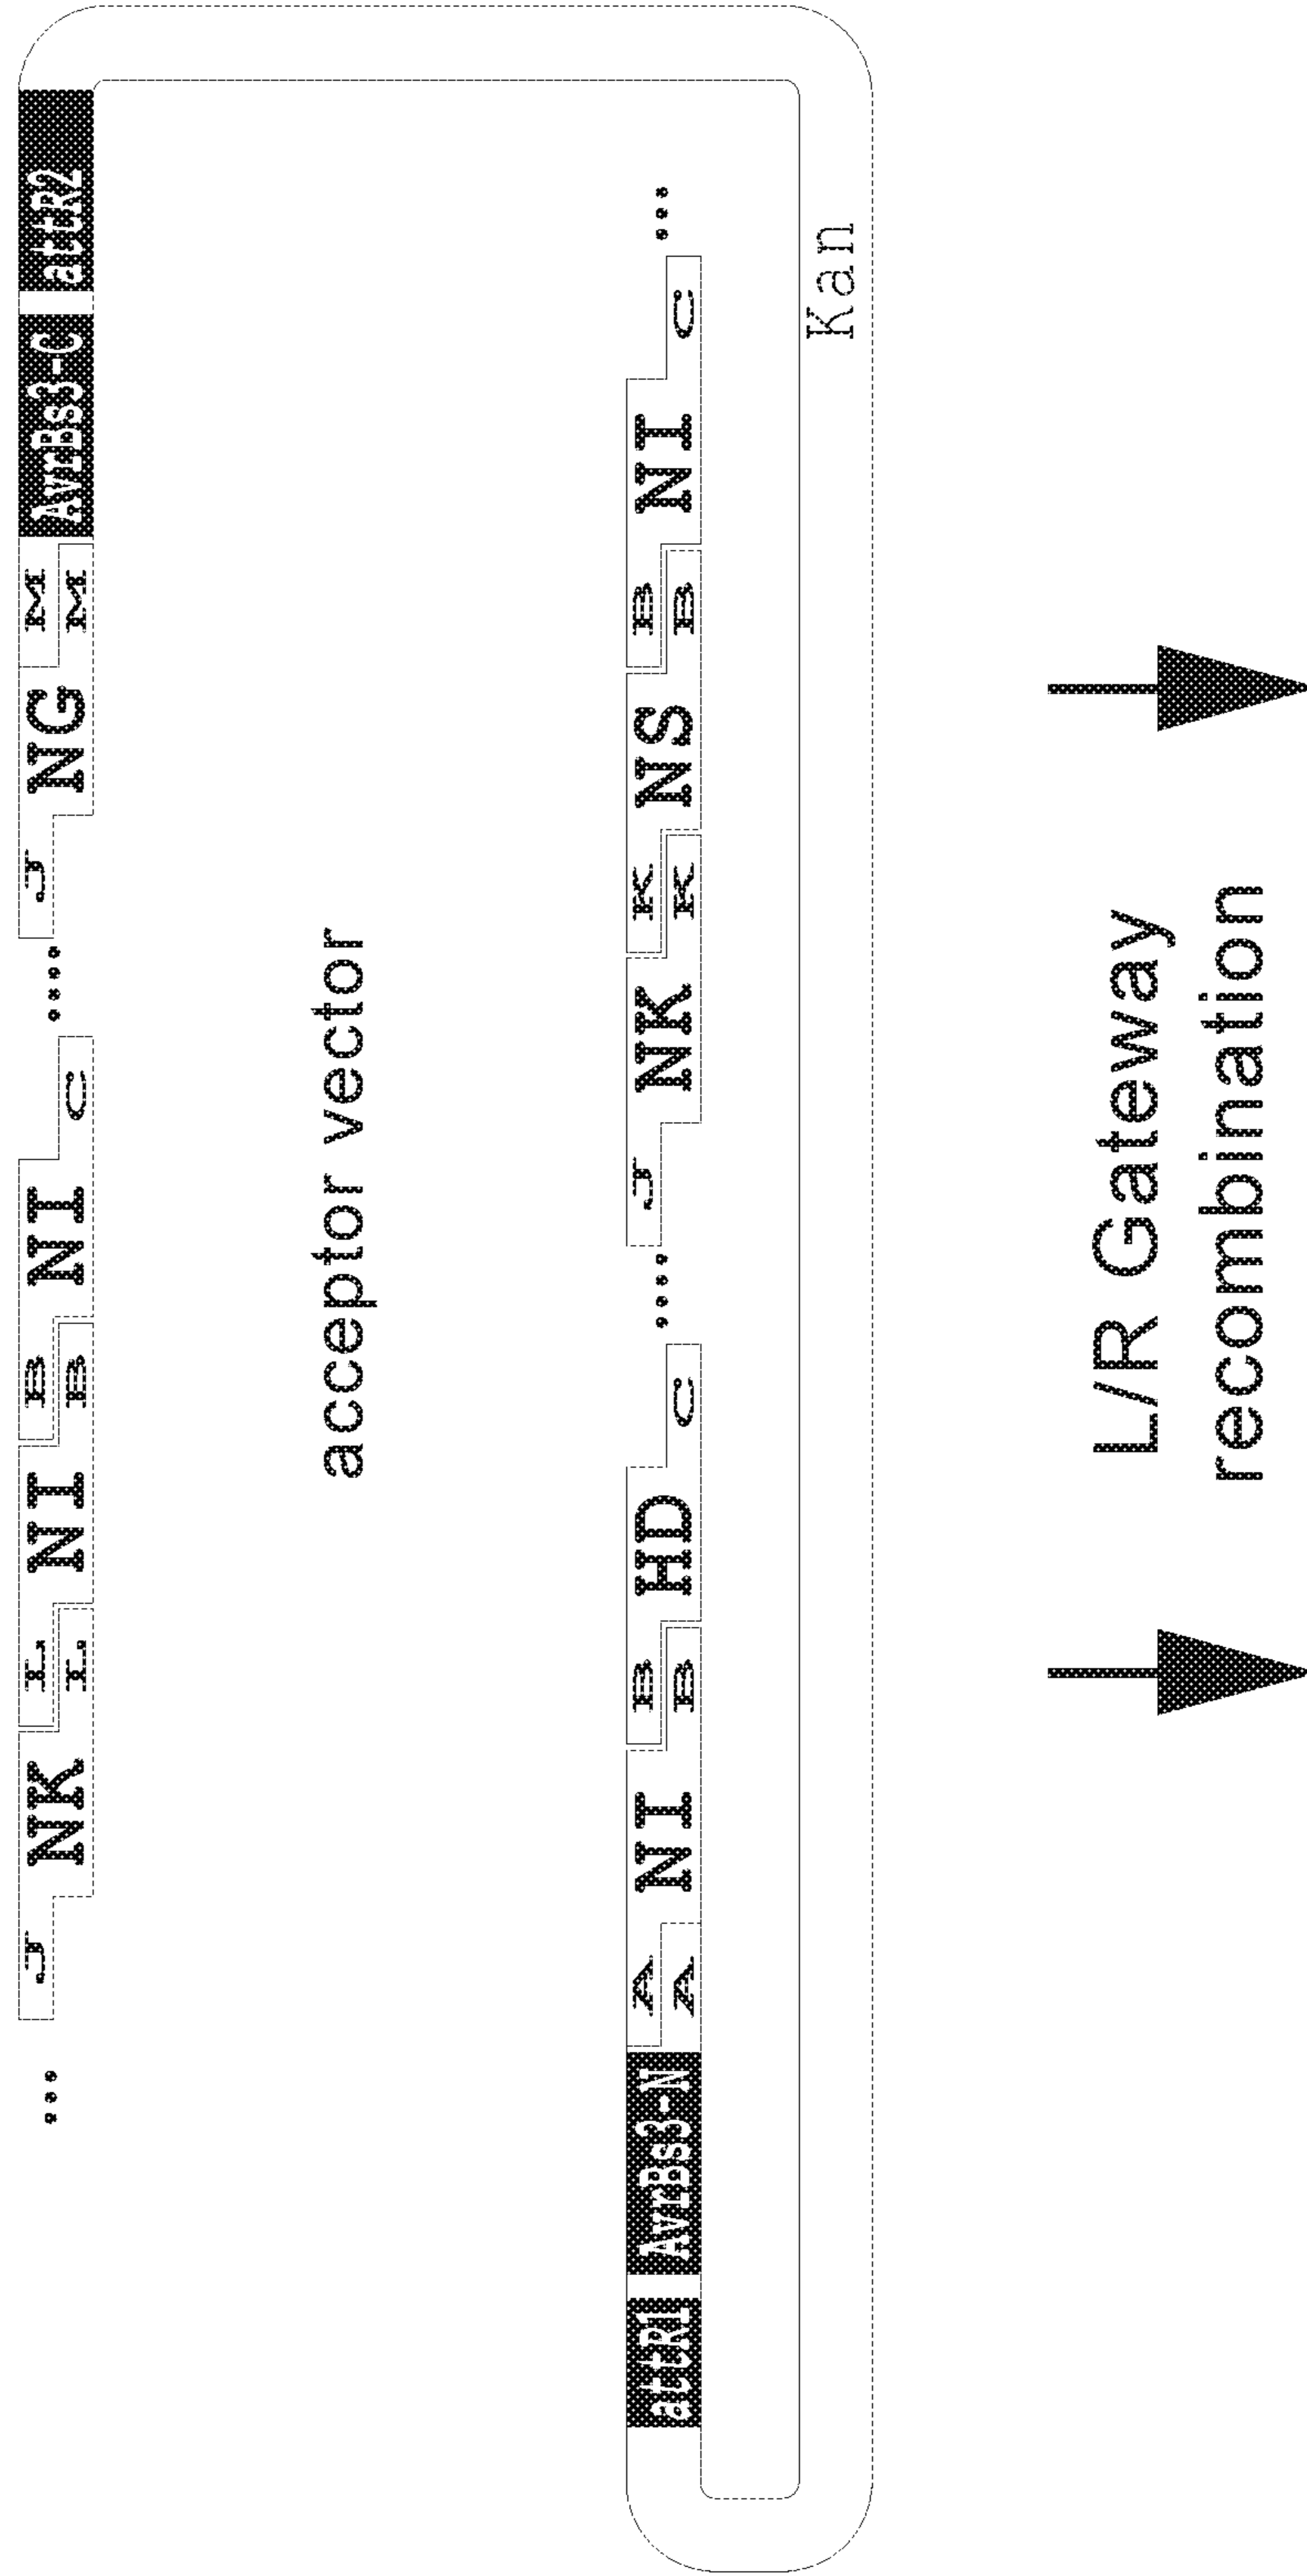 ... J NK L L NI B B NI C .... J NG M M AvrBs3-C attR2
acceptor vector
attR1 AvrBs3-N A A NI B B HD C .... J NK K K NS B B NI C ...
Kan
L/R Gateway
recombination